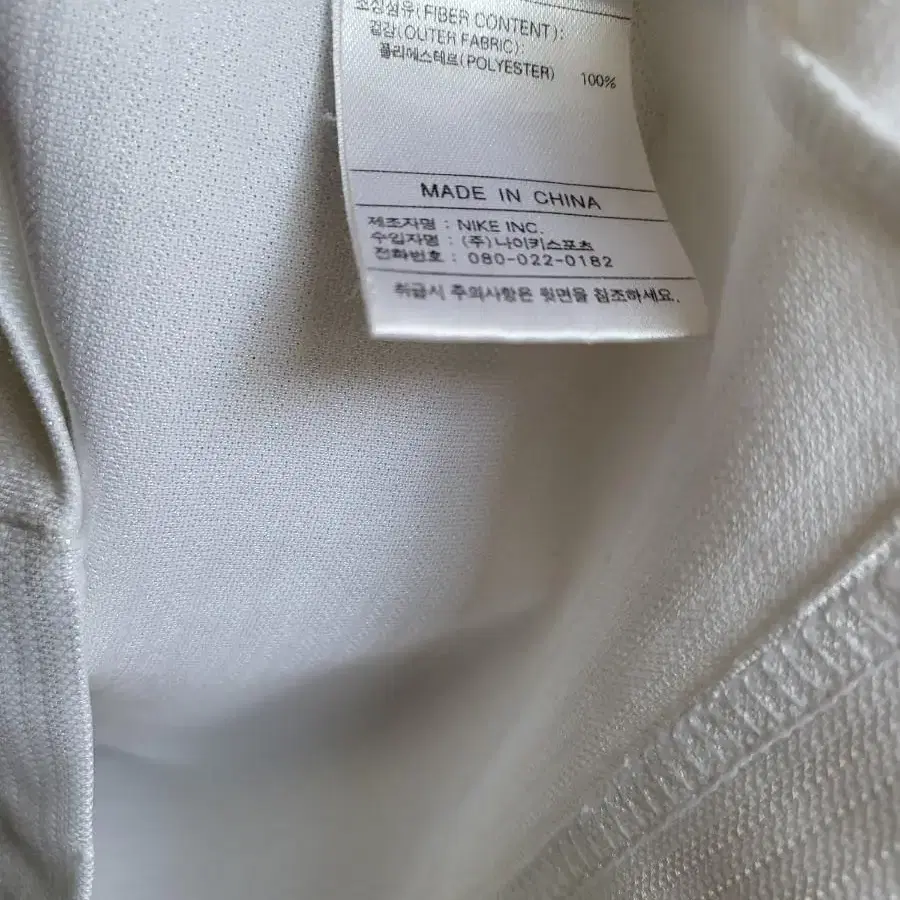 조성섬유(FIBER CONTENT):
겉감(OUTER FABRIC):
폴리에스테르(POLYESTER) 100%
MADE IN CHINA
제조자명 : NIKE INC.
수입자명 : (주)나이키스포츠
전화번호 : 080-022-0182
취급시 주의사항은 뒷면을 참조하세요.